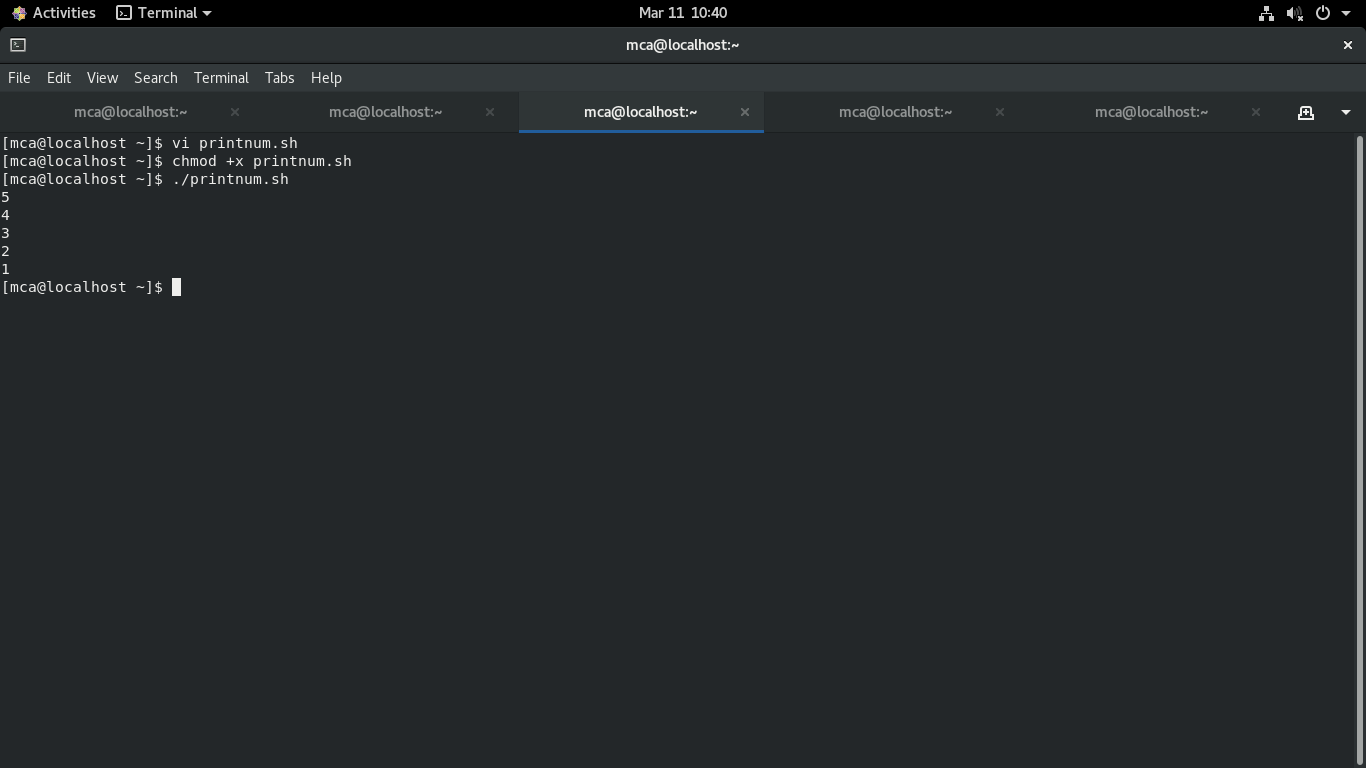 Activities Terminal Mar 11 10:40
mca@localhost:~
File Edit View Search Terminal Tabs Help
mca@localhost:~ mca@localhost:~ mca@localhost:~ mca@localhost:~ mca@localhost:~
[mca@localhost ~]$ vi printnum.sh
[mca@localhost ~]$ chmod +x printnum.sh
[mca@localhost ~]$ ./printnum.sh
5
4
3
2
1
[mca@localhost ~]$